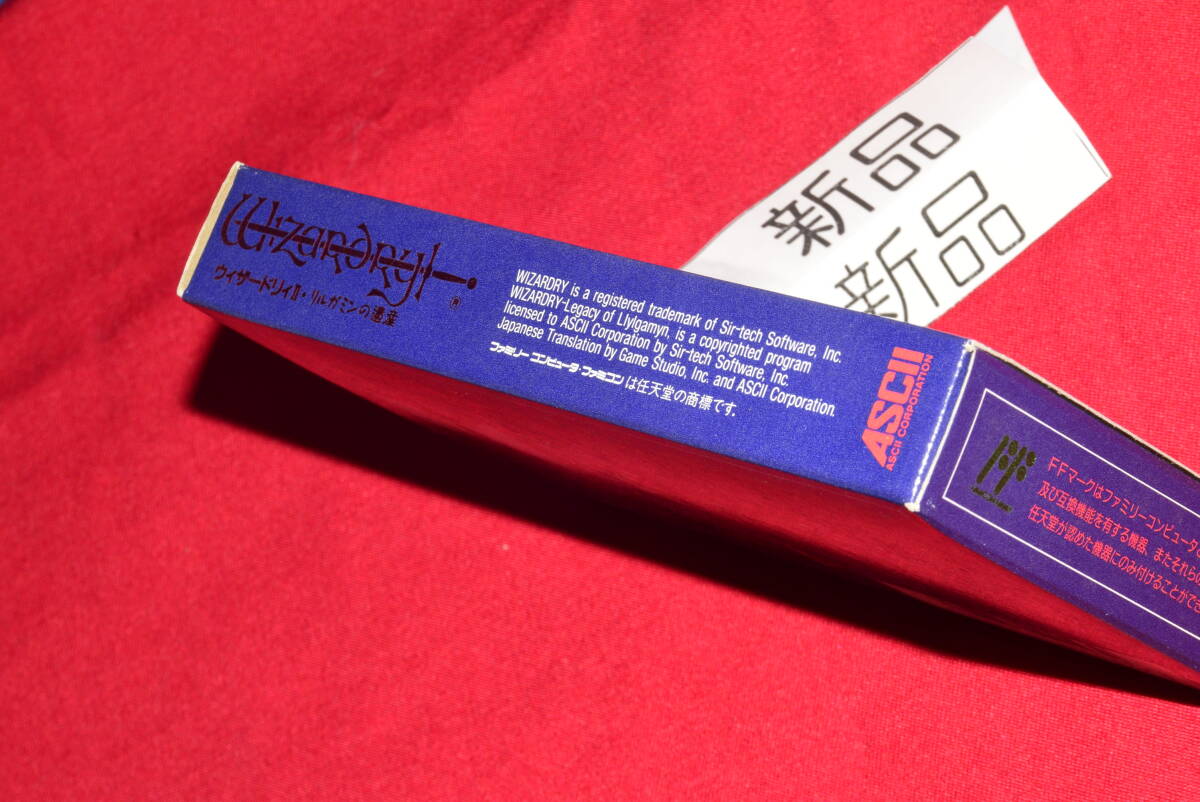 新品
新品
WIZARDRY®
ウィザードリィⅡ・リルガミンの遺産
WIZARDRY is a registered trademark of Sir-tech Software, Inc.
WIZARDRY-Legacy of Llylgamyn, is a copyrighted program
licensed to ASCII Corporation by Sir-tech Software, Inc.
Japanese Translation by Game Studio, Inc. and ASCII Corporation.
ファミリーコンピュータ・ファミコンは任天堂の商標です.
ASCII
ASCII CORPORATION
FFマークはファミリーコンピュータ
及び互換機能を有する機器、またそれら
任天堂が認めた機器にのみ付けることができ